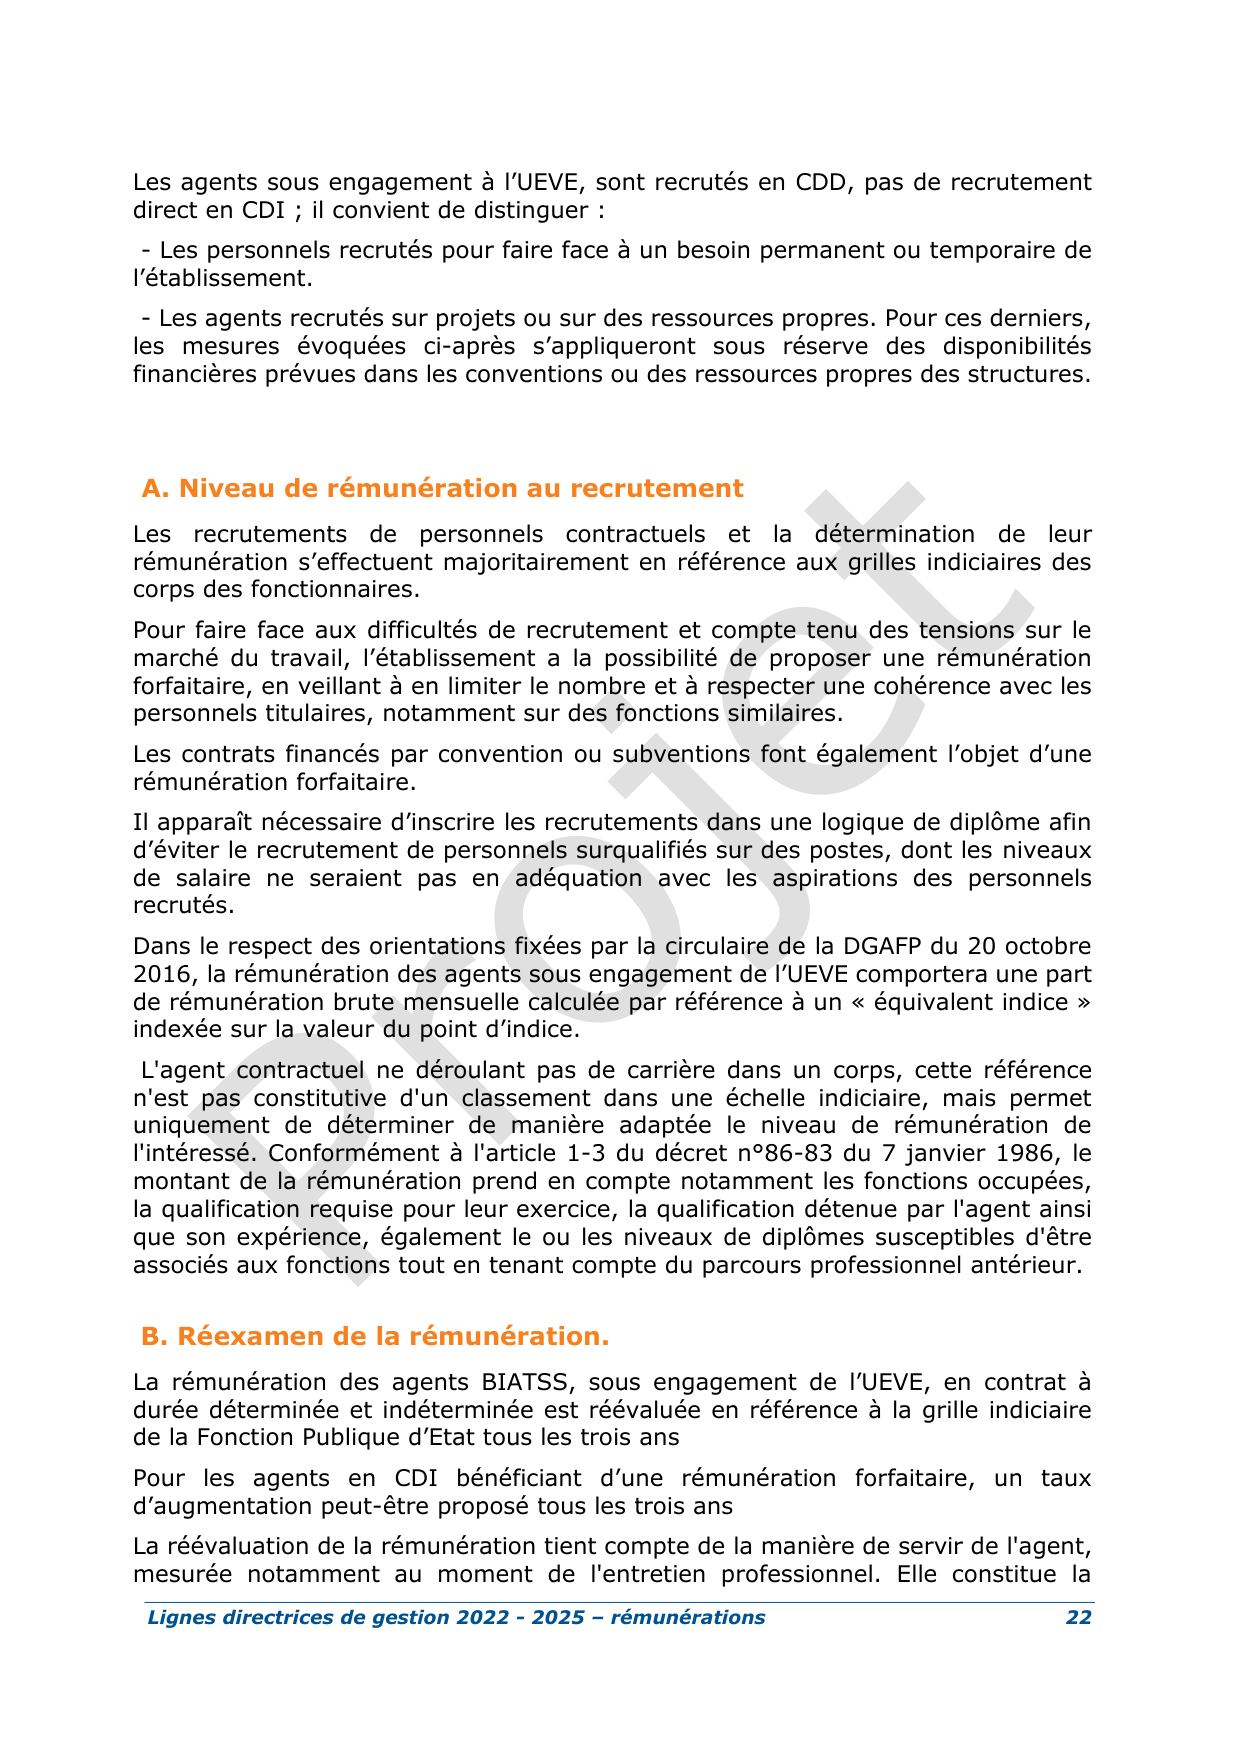 Les agents sous engagement à l’UEVE, sont recrutés en CDD, pas de recrutement
direct en CDI ; il convient de distinguer :
- Les personnels recrutés pour faire face à un besoin permanent ou temporaire de
l’établissement.
- Les agents recrutés sur projets ou sur des ressources propres. Pour ces derniers,
les mesures évoquées ci-après s’appliqueront sous réserve des disponibilités
financières prévues dans les conventions ou des ressources propres des structures.
A. Niveau de rémunération au recrutement
Les recrutements de personnels contractuels et la détermination de leur
rémunération s’effectuent majoritairement en référence aux grilles indiciaires des
corps des fonctionnaires.
Pour faire face aux difficultés de recrutement et compte tenu des tensions sur le
marché du travail, l’établissement a la possibilité de proposer une rémunération
forfaitaire, en veillant à en limiter le nombre et à respecter une cohérence avec les
personnels titulaires, notamment sur des fonctions similaires.
Les contrats financés par convention ou subventions font également l’objet d’une
rémunération forfaitaire.
Il apparaît nécessaire d’inscrire les recrutements dans une logique de diplôme afin
d’éviter le recrutement de personnels surqualifiés sur des postes, dont les niveaux
de salaire ne seraient pas en adéquation avec les aspirations des personnels
recrutés.
Dans le respect des orientations fixées par la circulaire de la DGAFP du 20 octobre
2016, la rémunération des agents sous engagement de l’UEVE comportera une part
de rémunération brute mensuelle calculée par référence à un « équivalent indice »
indexée sur la valeur du point d’indice.
L'agent contractuel ne déroulant pas de carrière dans un corps, cette référence
n'est pas constitutive d'un classement dans une échelle indiciaire, mais permet
uniquement de déterminer de manière adaptée le niveau de rémunération de
l'intéressé. Conformément à l'article 1-3 du décret n°86-83 du 7 janvier 1986, le
montant de la rémunération prend en compte notamment les fonctions occupées,
la qualification requise pour leur exercice, la qualification détenue par l'agent ainsi
que son expérience, également le ou les niveaux de diplômes susceptibles d'être
associés aux fonctions tout en tenant compte du parcours professionnel antérieur.
B. Réexamen de la rémunération.
La rémunération des agents BIATSS, sous engagement de l’UEVE, en contrat à
durée déterminée et indéterminée est réévaluée en référence à la grille indiciaire
de la Fonction Publique d’Etat tous les trois ans
Pour les agents en CDI bénéficiant d’une rémunération forfaitaire, un taux
d’augmentation peut-être proposé tous les trois ans
La réévaluation de la rémunération tient compte de la manière de servir de l'agent,
mesurée notamment au moment de l'entretien professionnel. Elle constitue la
Lignes directrices de gestion 2022 - 2025 – rémunérations 22
Projet